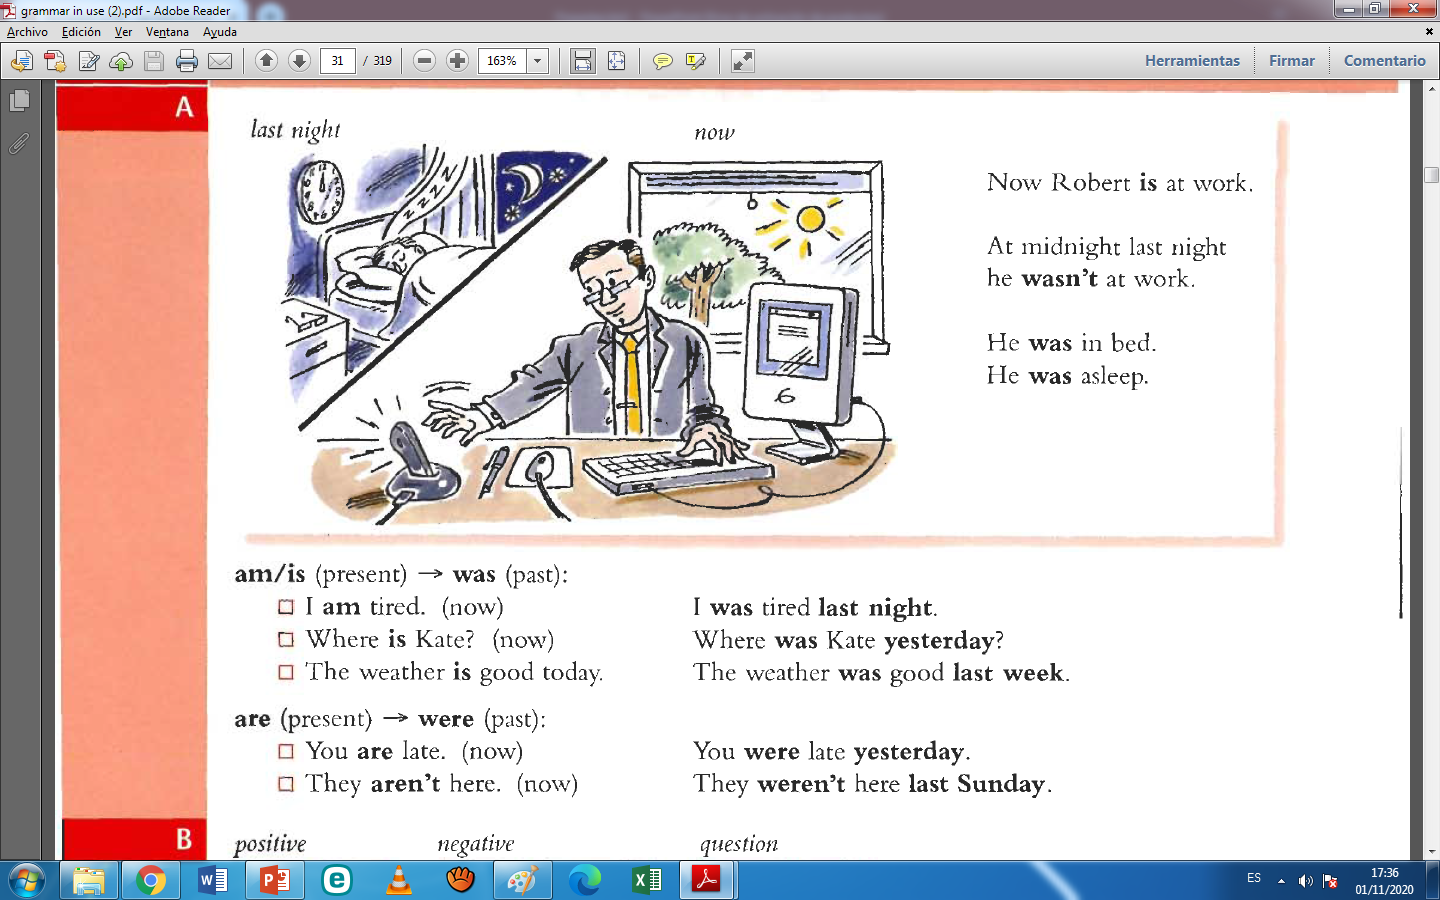 grammar in use (2).pdf - Adobe Reader
Archivo Edición Ver Ventana Ayuda
31 / 319 163% Herramientas Firmar Comentario
A
last night now
12
zzzz
Now Robert is at work.
At midnight last night
he wasn't at work.
He was in bed.
He was asleep.
6
am/is (present) → was (past):
I am tired. (now) I was tired last night.
Where is Kate? (now) Where was Kate yesterday?
The weather is good today. The weather was good last week.
are (present) → were (past):
You are late. (now) You were late yesterday.
They aren't here. (now) They weren't here last Sunday.
B
positive negative question
ES 17:36
01/11/2020